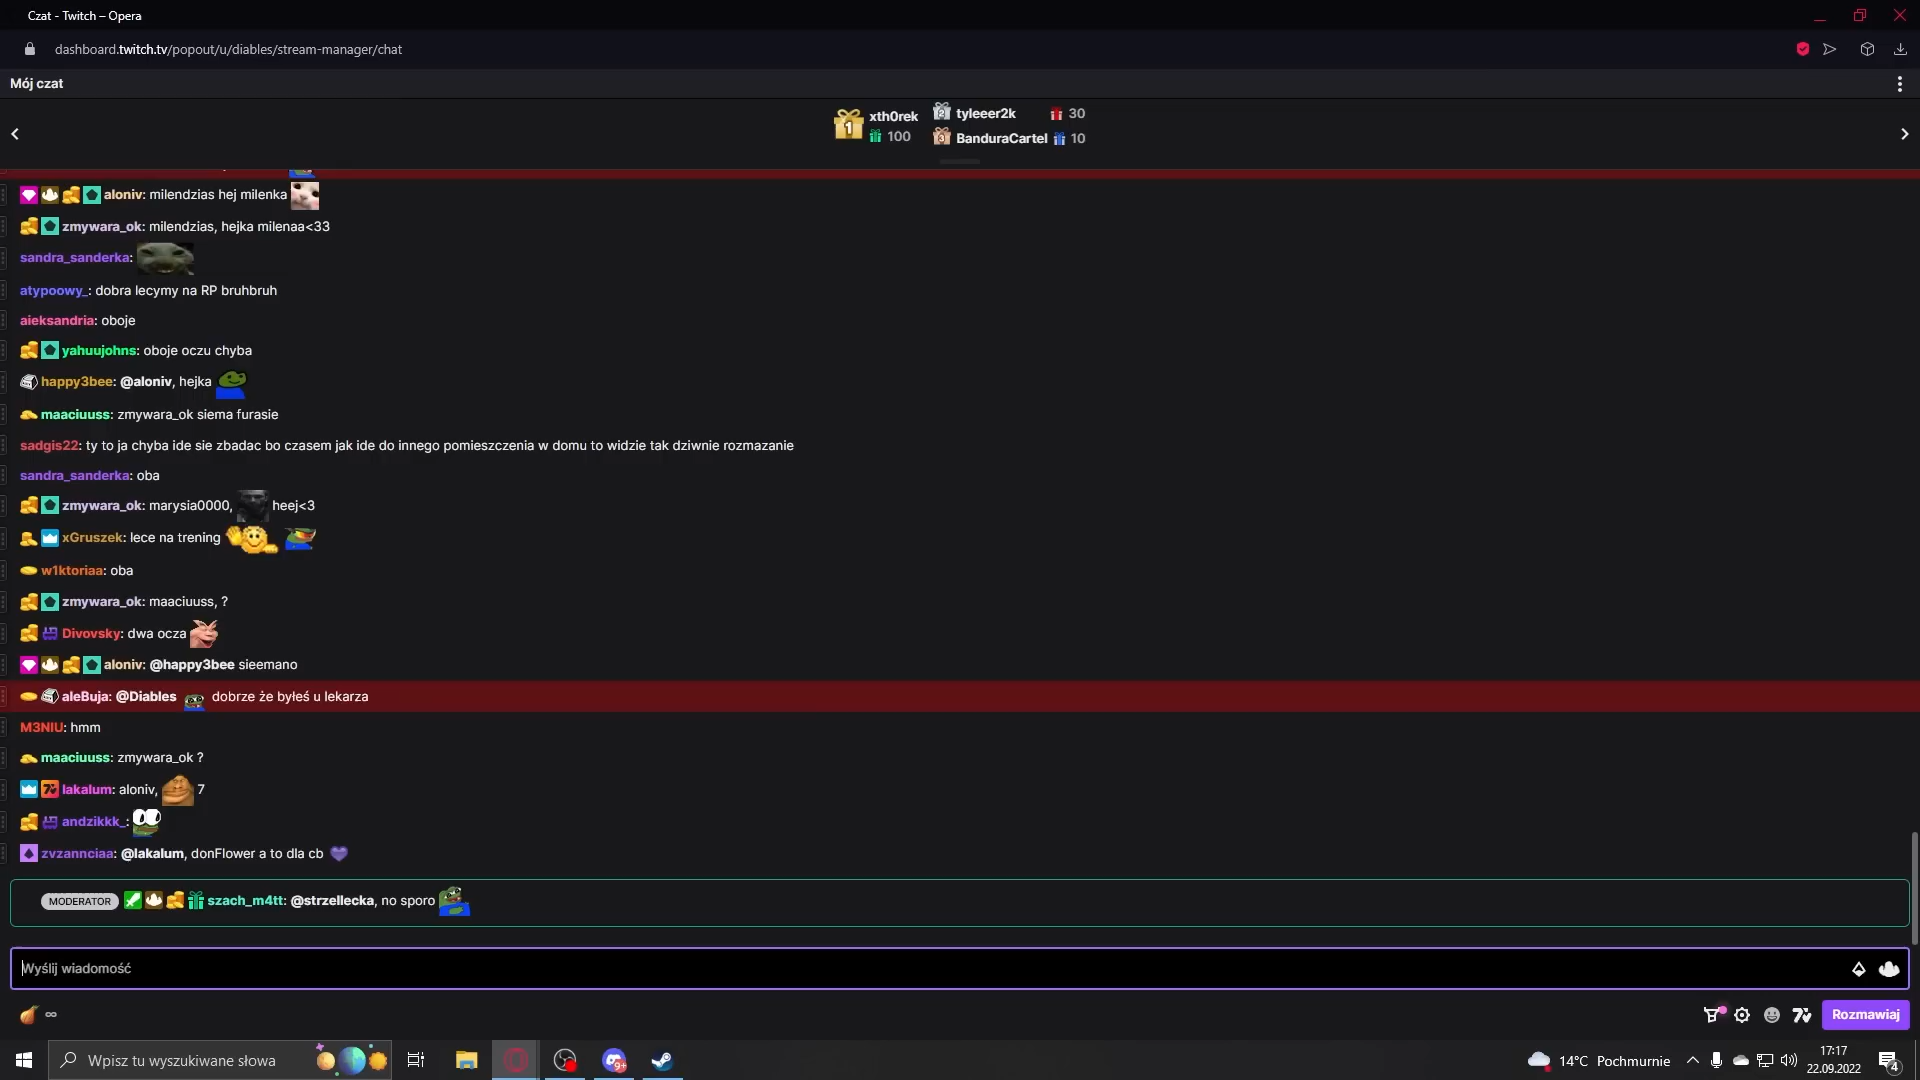 Czat - Twitch – Opera
dashboard.twitch.tv/popout/u/diables/stream-manager/chat
Mój czat
1 xth0rek 100
2 tyleeer2k 30
3 BanduraCartel 10
aloniv: milendzias hej milenka
zmywara_ok: milendzias, hejka milenaa<33
sandra_sanderka:
atypoowy_: dobra lecymy na RP bruhbruh
aieksandria: oboje
yahuujohns: oboje oczu chyba
happy3bee: @aloniv, hejka
maaciuuss: zmywara_ok siema furasie
sadgis22: ty to ja chyba ide sie zbadac bo czasem jak ide do innego pomieszczenia w domu to widzie tak dziwnie rozmazanie
sandra_sanderka: oba
zmywara_ok: marysia0000, heej<3
xGruszek: lece na trening
w1ktoriaa: oba
zmywara_ok: maaciuuss, ?
Divovsky: dwa ocza
aloniv: @happy3bee sieemano
aleBuja: @Diables dobrze że byłeś u lekarza
M3NIU: hmm
maaciuuss: zmywara_ok ?
lakalum: aloniv, 7
andzikkk_:
zvzannciaa: @lakalum, donFlower a to dla cb
MODERATOR szach_m4tt: @strzellecka, no sporo
Wyślij wiadomość
∞
Rozmawiaj
Wpisz tu wyszukiwane słowa
9+
14°C Pochmurnie
17:17
22.09.2022
4